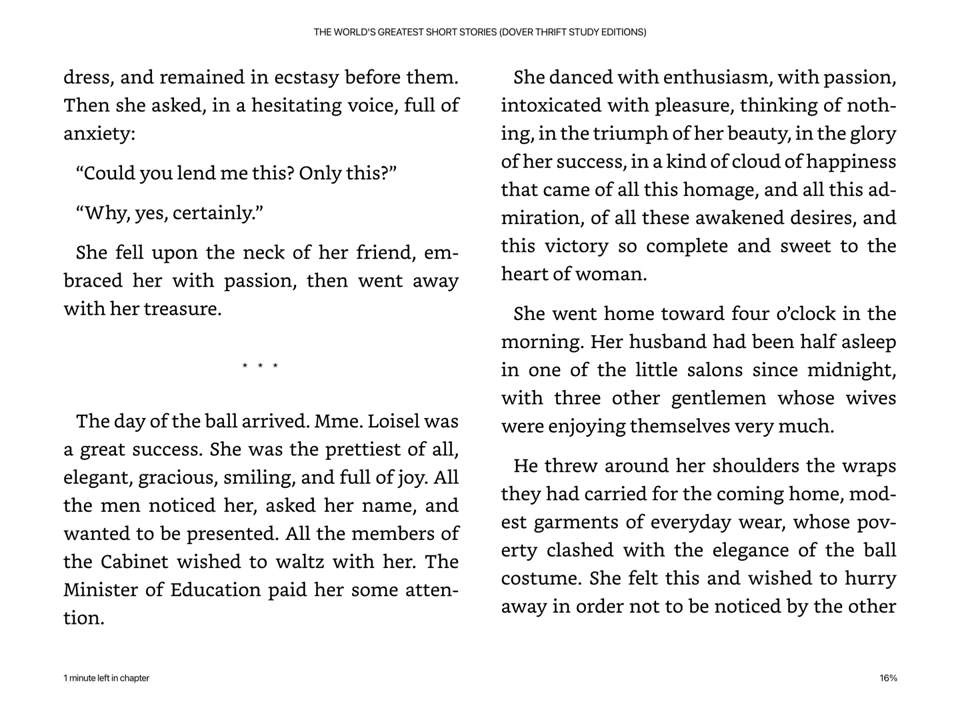 THE WORLD'S GREATEST SHORT STORIES (DOVER THRIFT STUDY EDITIONS)
dress, and remained in ecstasy before them.
Then she asked, in a hesitating voice, full of
anxiety:
“Could you lend me this? Only this?”
“Why, yes, certainly.”
She fell upon the neck of her friend, em-
braced her with passion, then went away
with her treasure.
* * *
The day of the ball arrived. Mme. Loisel was
a great success. She was the prettiest of all,
elegant, gracious, smiling, and full of joy. All
the men noticed her, asked her name, and
wanted to be presented. All the members of
the Cabinet wished to waltz with her. The
Minister of Education paid her some atten-
tion.
She danced with enthusiasm, with passion,
intoxicated with pleasure, thinking of noth-
ing, in the triumph of her beauty, in the glory
of her success, in a kind of cloud of happiness
that came of all this homage, and all this ad-
miration, of all these awakened desires, and
this victory so complete and sweet to the
heart of woman.
She went home toward four o’clock in the
morning. Her husband had been half asleep
in one of the little salons since midnight,
with three other gentlemen whose wives
were enjoying themselves very much.
He threw around her shoulders the wraps
they had carried for the coming home, mod-
est garments of everyday wear, whose pov-
erty clashed with the elegance of the ball
costume. She felt this and wished to hurry
away in order not to be noticed by the other
1 minute left in chapter
16%